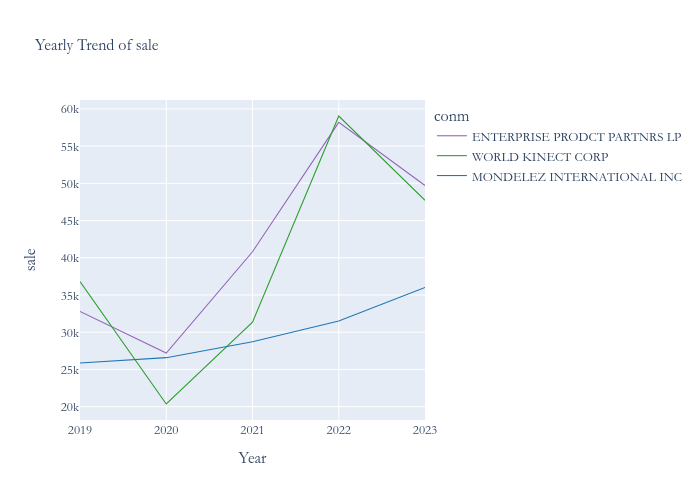 Yearly Trend of sale
conm
ENTERPRISE PRODCT PARTNRS LP
WORLD KINECT CORP
MONDELEZ INTERNATIONAL INC
sale
60k
55k
50k
45k
40k
35k
30k
25k
20k
2019 2020 2021 2022 2023
Year